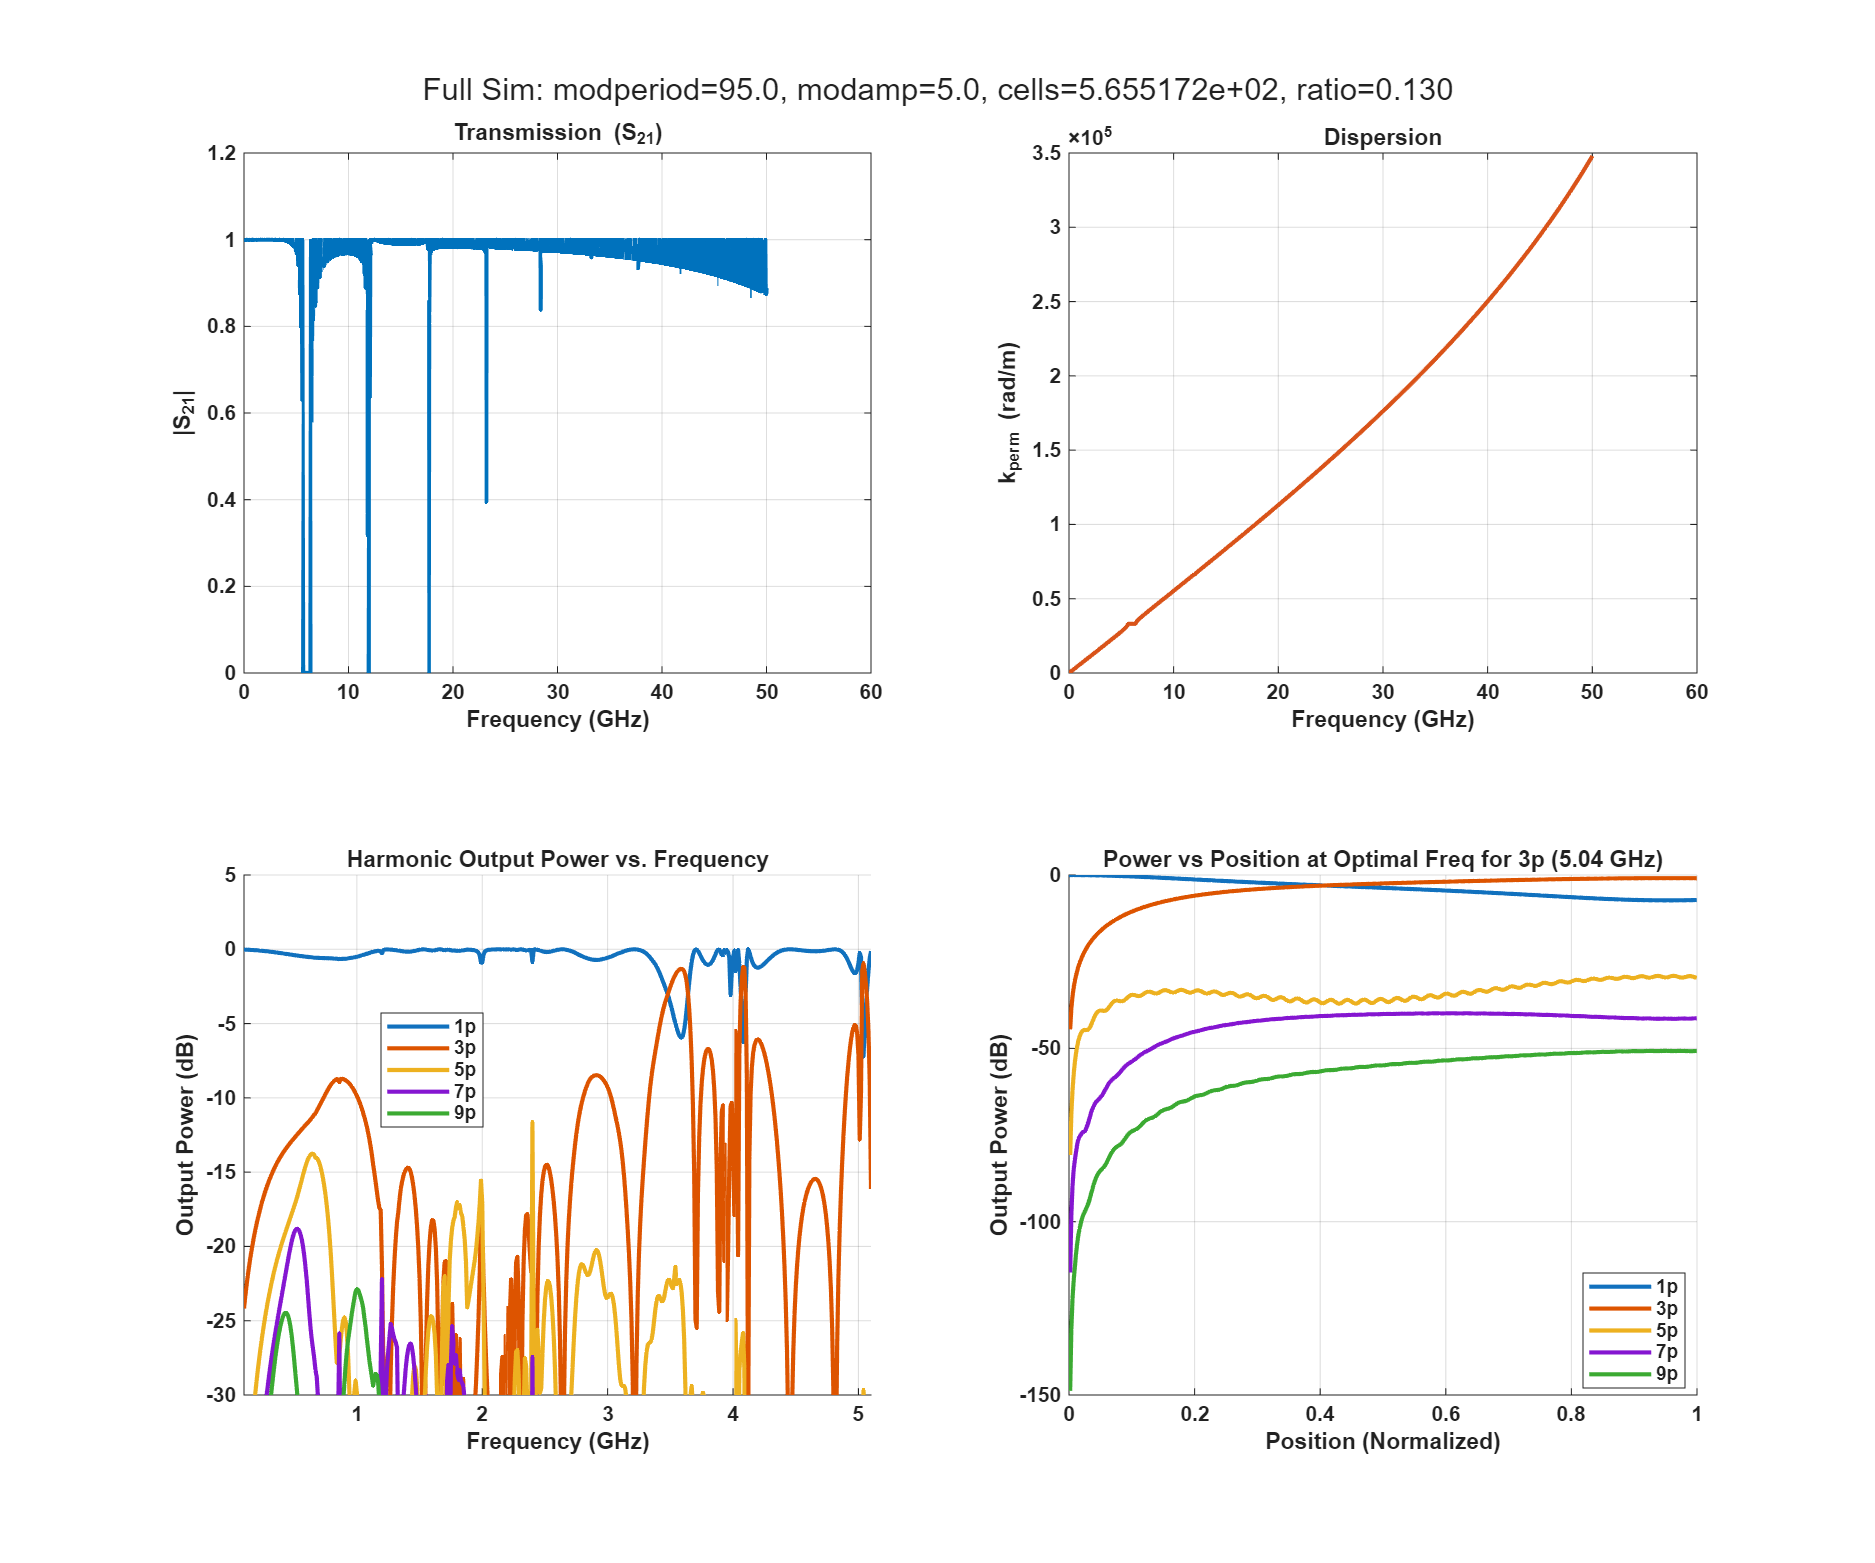 Full Sim: modperiod=95.0, modamp=5.0, cells=5.655172e+02, ratio=0.130
Transmission (S21)
1.2
1
0.8
0.6
0.4
0.2
0
0 10 20 30 40 50 60
|S21|
Frequency (GHz)
×10^5
Dispersion
3.5
3
2.5
2
1.5
1
0.5
0
0 10 20 30 40 50 60
kperm (rad/m)
Frequency (GHz)
Harmonic Output Power vs. Frequency
5
0
-5
-10
-15
-20
-25
-30
1 2 3 4 5
Output Power (dB)
Frequency (GHz)
1p
3p
5p
7p
9p
Power vs Position at Optimal Freq for 3p (5.04 GHz)
0
-50
-100
-150
0 0.2 0.4 0.6 0.8 1
Output Power (dB)
Position (Normalized)
1p
3p
5p
7p
9p